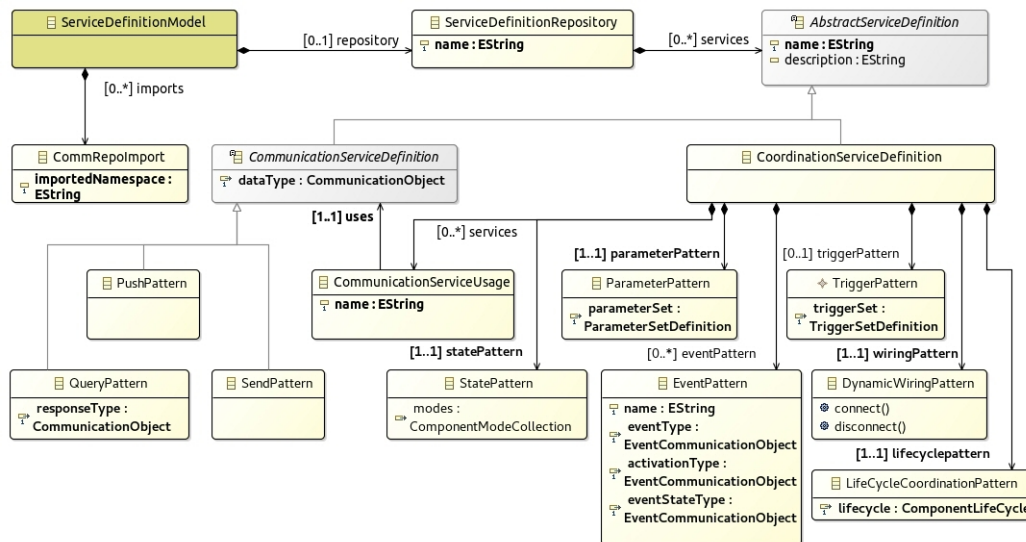 ServiceDefinitionModel
[0..1] repository
ServiceDefinitionRepository
name : EString
[0..*] services
AbstractServiceDefinition
name : EString
description : EString
[0..*] imports
CommRepoImport
importedNamespace :
EString
CommunicationServiceDefinition
dataType : CommunicationObject
CoordinationServiceDefinition
[1..1] uses
[0..*] services
[1..1] parameterPattern
[0..1] triggerPattern
PushPattern
CommunicationServiceUsage
name : EString
ParameterPattern
parameterSet :
ParameterSetDefinition
TriggerPattern
triggerSet :
TriggerSetDefinition
[1..1] statePattern
[0..*] eventPattern
[1..1] wiringPattern
QueryPattern
responseType :
CommunicationObject
SendPattern
StatePattern
modes :
ComponentModeCollection
EventPattern
name : EString
eventType :
EventCommunicationObject
activationType :
EventCommunicationObject
eventStateType :
EventCommunicationObject
DynamicWiringPattern
connect()
disconnect()
[1..1] lifecyclepattern
LifeCycleCoordinationPattern
lifecycle : ComponentLifeCycle